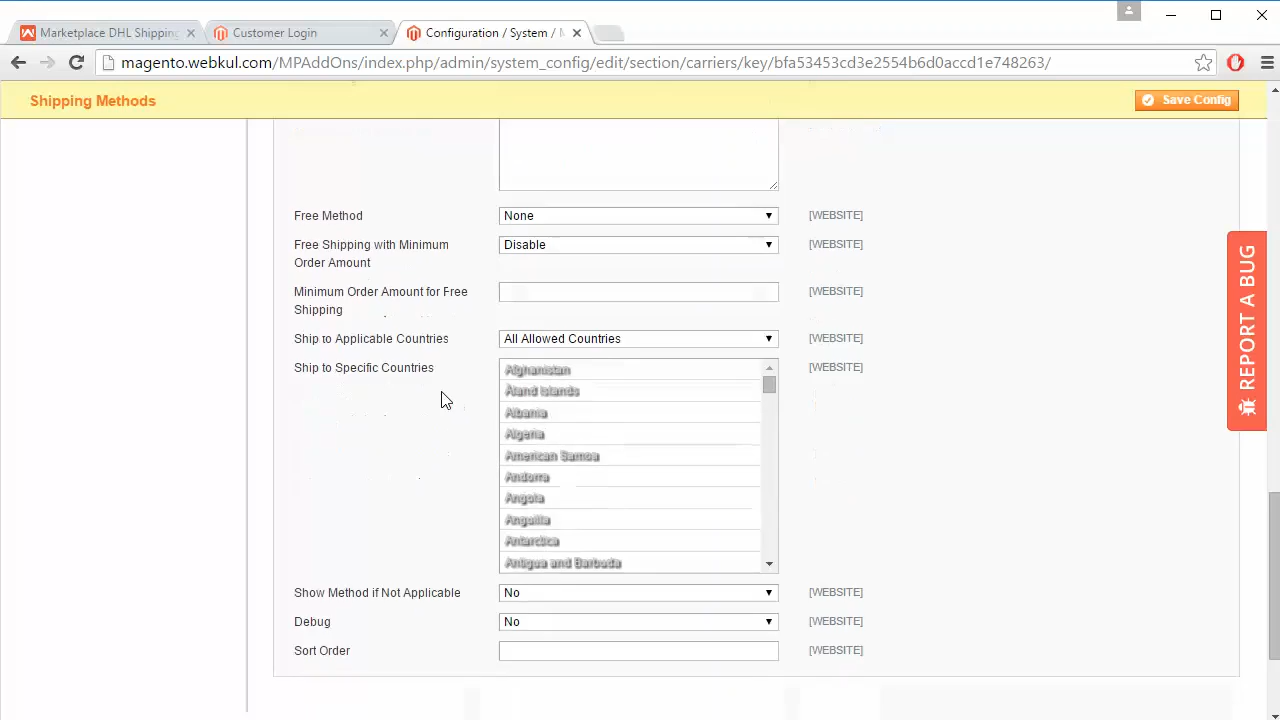 Marketplace DHL Shipping
Customer Login
Configuration / System / M
magento.webkul.com/MPAddOns/index.php/admin/system_config/edit/section/carriers/key/bfa53453cd3e2554b6d0accd1e748263/
Shipping Methods
Save Config
Free Method
None
[WEBSITE]
Free Shipping with Minimum
Order Amount
Disable
[WEBSITE]
Minimum Order Amount for Free
Shipping
[WEBSITE]
Ship to Applicable Countries
All Allowed Countries
[WEBSITE]
Ship to Specific Countries
[WEBSITE]
Afghanistan
Åland Islands
Albania
Algeria
American Samoa
Andorra
Angola
Anguilla
Antarctica
Antigua and Barbuda
Show Method if Not Applicable
No
[WEBSITE]
Debug
No
[WEBSITE]
Sort Order
[WEBSITE]
REPORT A BUG